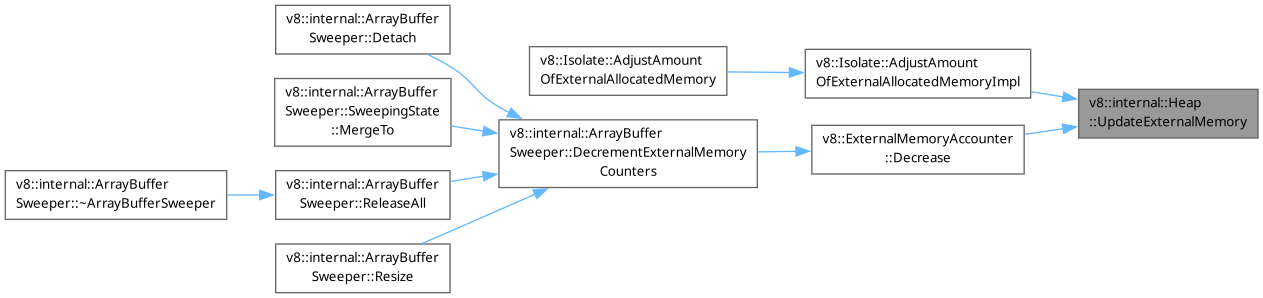 v8::internal::ArrayBuffer
Sweeper::Detach
v8::internal::ArrayBuffer
Sweeper::SweepingState
::MergeTo
v8::internal::ArrayBuffer
Sweeper::~ArrayBufferSweeper
v8::internal::ArrayBuffer
Sweeper::ReleaseAll
v8::internal::ArrayBuffer
Sweeper::Resize
v8::Isolate::AdjustAmount
OfExternalAllocatedMemory
v8::internal::ArrayBuffer
Sweeper::DecrementExternalMemory
Counters
v8::Isolate::AdjustAmount
OfExternalAllocatedMemoryImpl
v8::ExternalMemoryAccounter
::Decrease
v8::internal::Heap
::UpdateExternalMemory